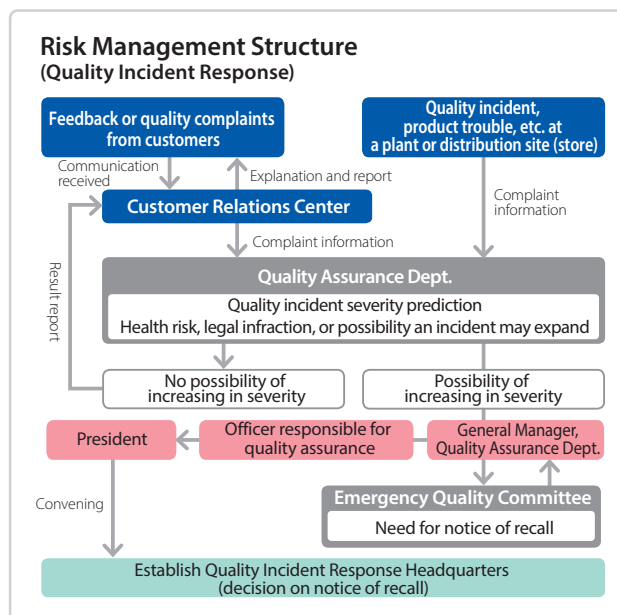 Risk Management Structure
(Quality Incident Response)
Feedback or quality complaints
from customers
Quality incident,
product trouble, etc. at
a plant or distribution site (store)
Communication
received
Explanation and report
Complaint
information
Customer Relations Center
Complaint information
Result report
Quality Assurance Dept.
Quality incident severity prediction
Health risk, legal infraction, or possibility an incident may expand
No possibility of
increasing in severity
Possibility of
increasing in severity
President
Officer responsible for
quality assurance
General Manager,
Quality Assurance Dept.
Convening
Emergency Quality Committee
Need for notice of recall
Establish Quality Incident Response Headquarters
(decision on notice of recall)